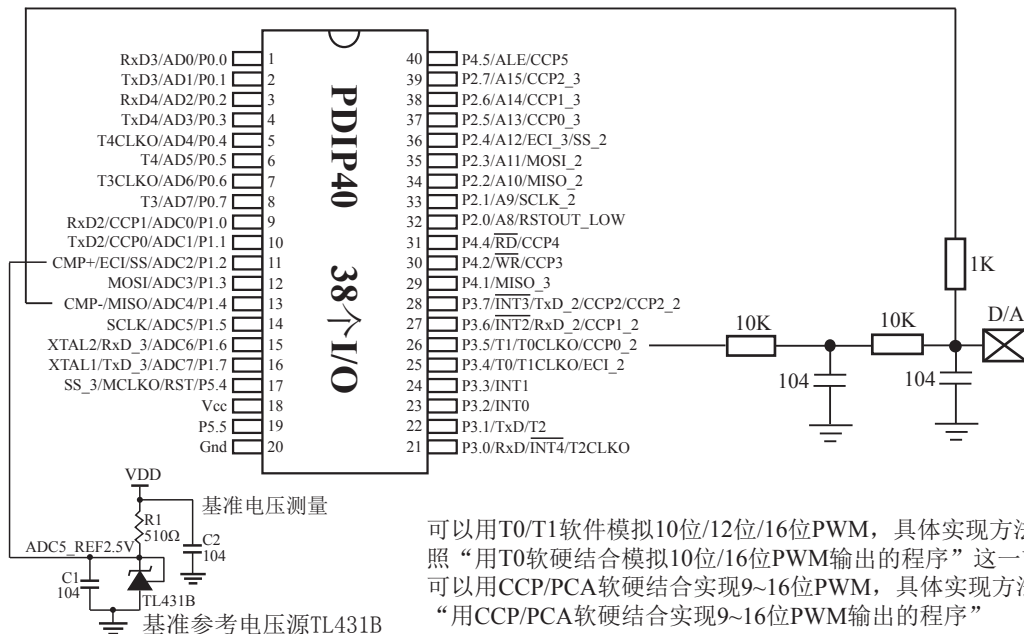 RxD3/AD0/P0.0 1
TxD3/AD1/P0.1 2
RxD4/AD2/P0.2 3
TxD4/AD3/P0.3 4
T4CLKO/AD4/P0.4 5
T4/AD5/P0.5 6
T3CLKO/AD6/P0.6 7
T3/AD7/P0.7 8
RxD2/CCP1/ADC0/P1.0 9
TxD2/CCP0/ADC1/P1.1 10
CMP+/ECI/SS/ADC2/P1.2 11
MOSI/ADC3/P1.3 12
CMP-/MISO/ADC4/P1.4 13
SCLK/ADC5/P1.5 14
XTAL2/RxD_3/ADC6/P1.6 15
XTAL1/TxD_3/ADC7/P1.7 16
SS_3/MCLKO/RST/P5.4 17
Vcc 18
P5.5 19
Gnd 20
PDIP40 38个I/O
40 P4.5/ALE/CCP5
39 P2.7/A15/CCP2_3
38 P2.6/A14/CCP1_3
37 P2.5/A13/CCP0_3
36 P2.4/A12/ECI_3/SS_2
35 P2.3/A11/MOSI_2
34 P2.2/A10/MISO_2
33 P2.1/A9/SCLK_2
32 P2.0/A8/RSTOUT_LOW
31 P4.4/RD/CCP4
30 P4.2/WR/CCP3
29 P4.1/MISO_3
28 P3.7/INT3/TxD_2/CCP2/CCP2_2
27 P3.6/INT2/RxD_2/CCP1_2
26 P3.5/T1/T0CLKO/CCP0_2
25 P3.4/T0/T1CLKO/ECI_2
24 P3.3/INT1
23 P3.2/INT0
22 P3.1/TxD/T2
21 P3.0/RxD/INT4/T2CLKO
1K
D/A
10K
10K
104
104
VDD
基准电压测量
R1
510Ω
C2
104
ADC5_REF2.5V
C1
104
TL431B
基准参考电压源TL431B
可以用T0/T1软件模拟10位/12位/16位PWM，具体实现方法
照“用T0软硬结合模拟10位/16位PWM输出的程序”这一
可以用CCP/PCA软硬结合实现9~16位PWM，具体实现方法
“用CCP/PCA软硬结合实现9~16位PWM输出的程序”